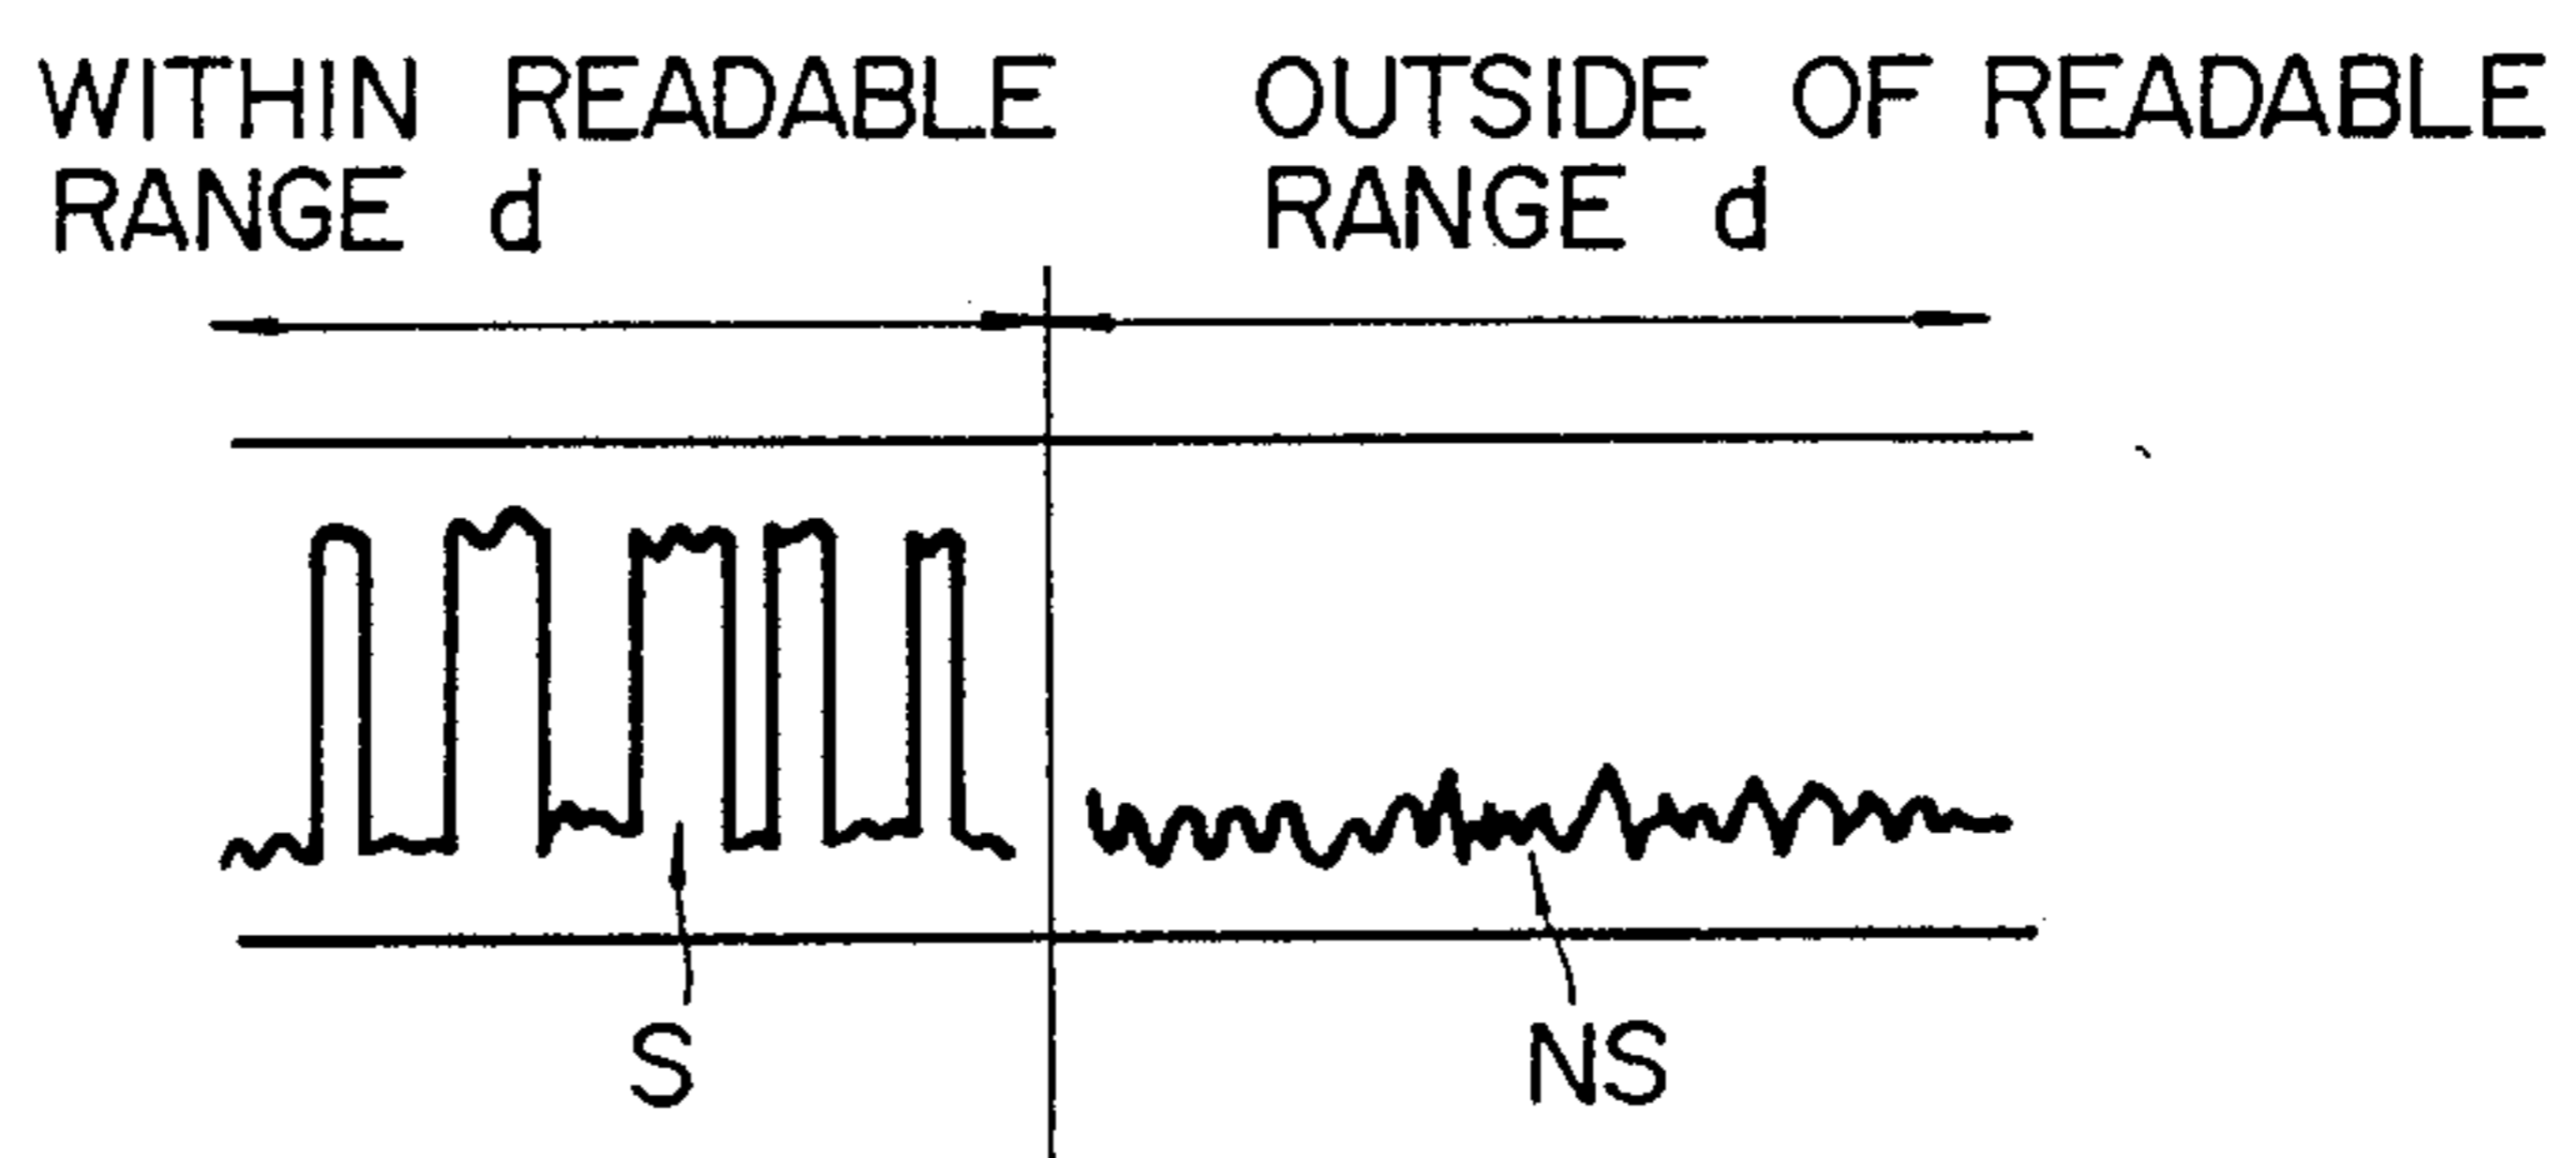 WITHIN READABLE
RANGE d
OUTSIDE OF READABLE
RANGE d
S
NS